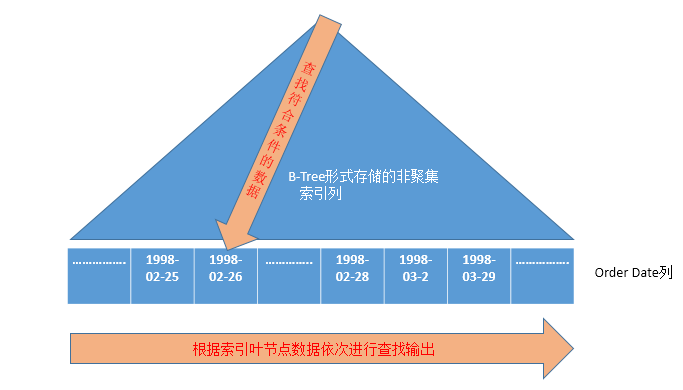 查找符合条件的数据
B-Tree形式存储的非聚集
索引列
................
1998-
02-25
1998-
02-26
..............
1998-
02-28
1998-
03-2
1998-
03-29
................
Order Date列
根据索引叶节点数据依次进行查找输出